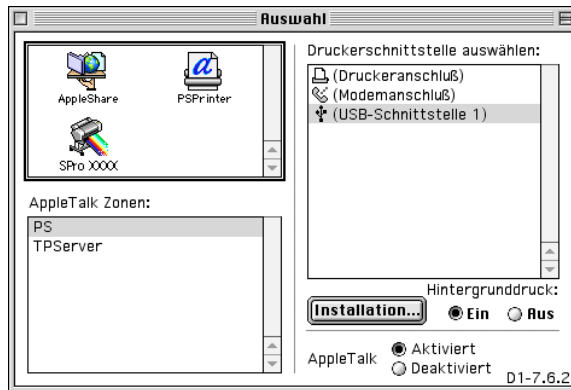 Auswahl
AppleShare
PSPrinter
SPro XXXX
AppleTalk Zonen:
PS
TPServer
Druckerschnittstelle auswählen:
(Druckeranschluß)
(Modemanschluß)
(USB-Schnittstelle 1)
Hintergrunddruck:
Installation...
Ein
Aus
AppleTalk
Aktiviert
Deaktiviert
D1-7.6.2